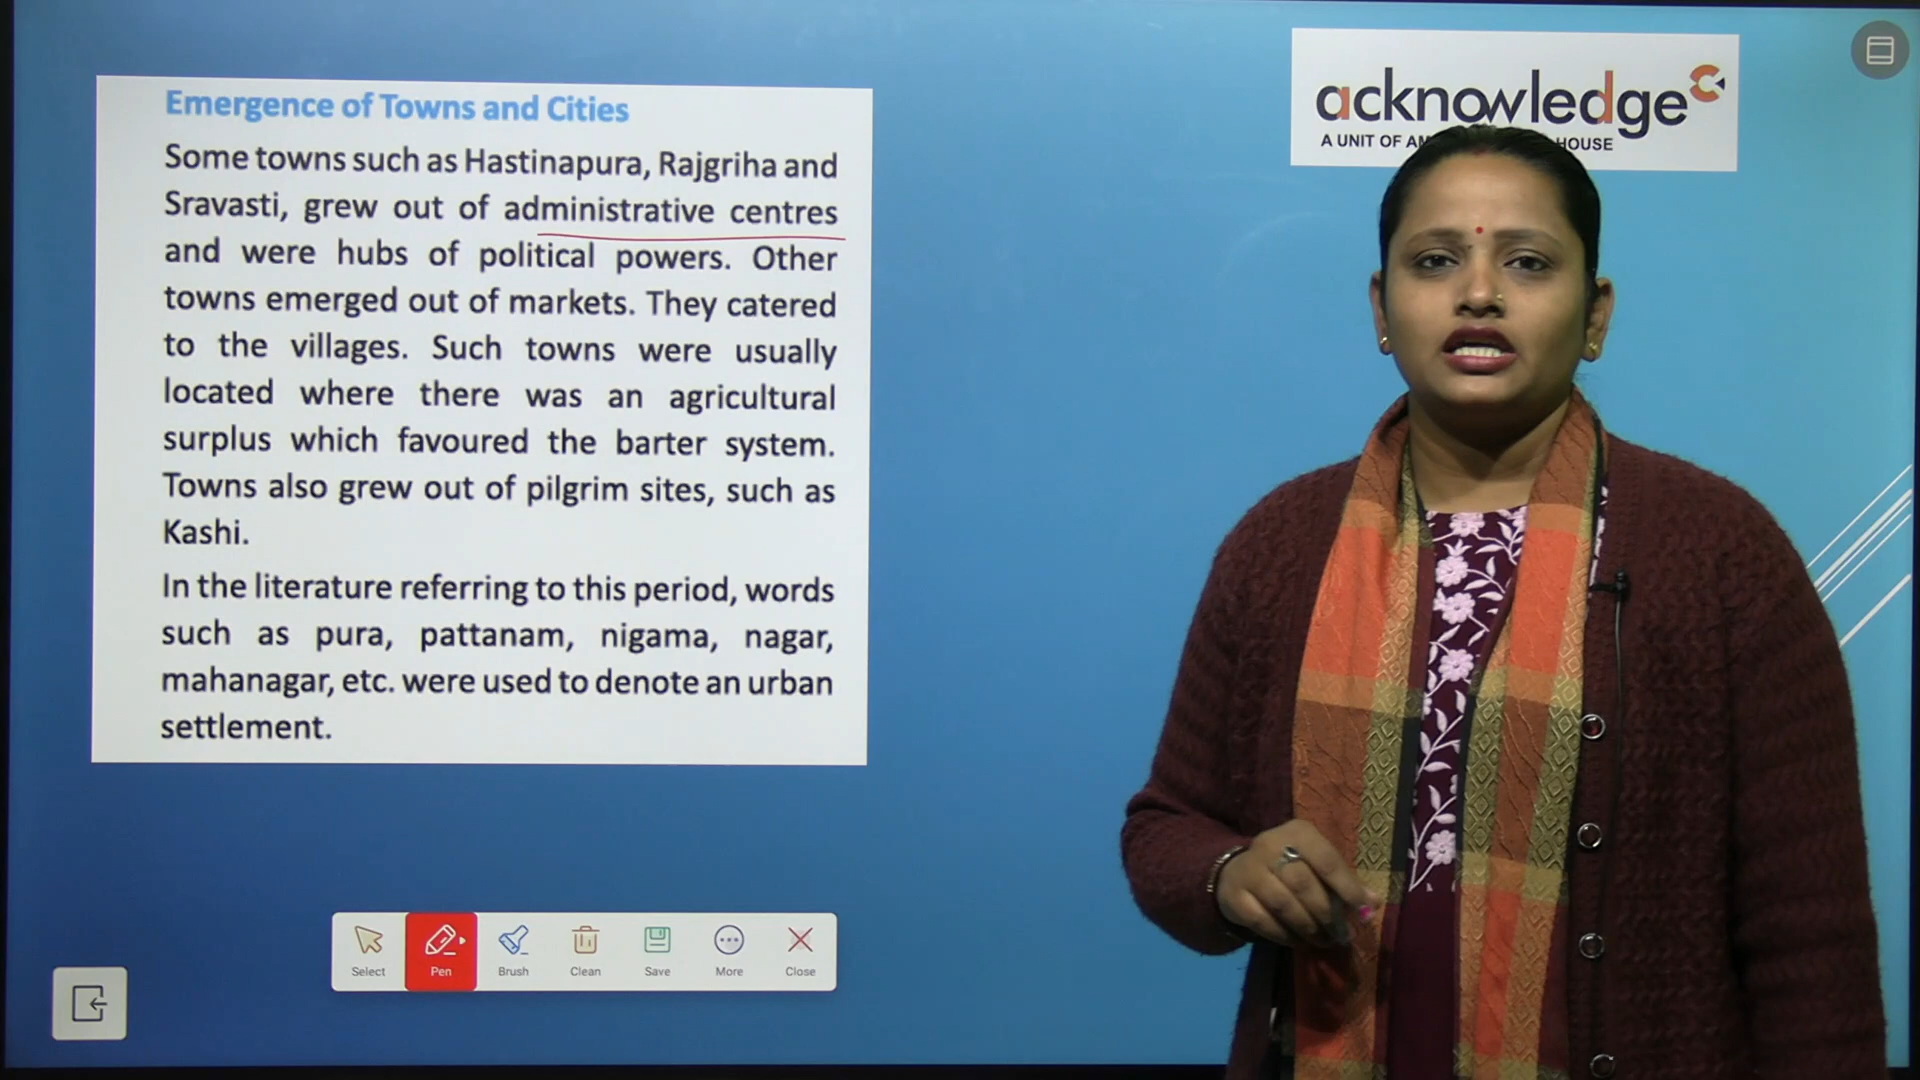 Emergence of Towns and Cities
Some towns such as Hastinapura, Rajgriha and
Sravasti, grew out of administrative centres
and were hubs of political powers. Other
towns emerged out of markets. They catered
to the villages. Such towns were usually
located where there was an agricultural
surplus which favoured the barter system.
Towns also grew out of pilgrim sites, such as
Kashi.
In the literature referring to this period, words
such as pura, pattanam, nigama, nagar,
mahanagar, etc. were used to denote an urban
settlement.
acknowledge
A UNIT OF HOUSE
Select Pen Brush Clean Save More Close